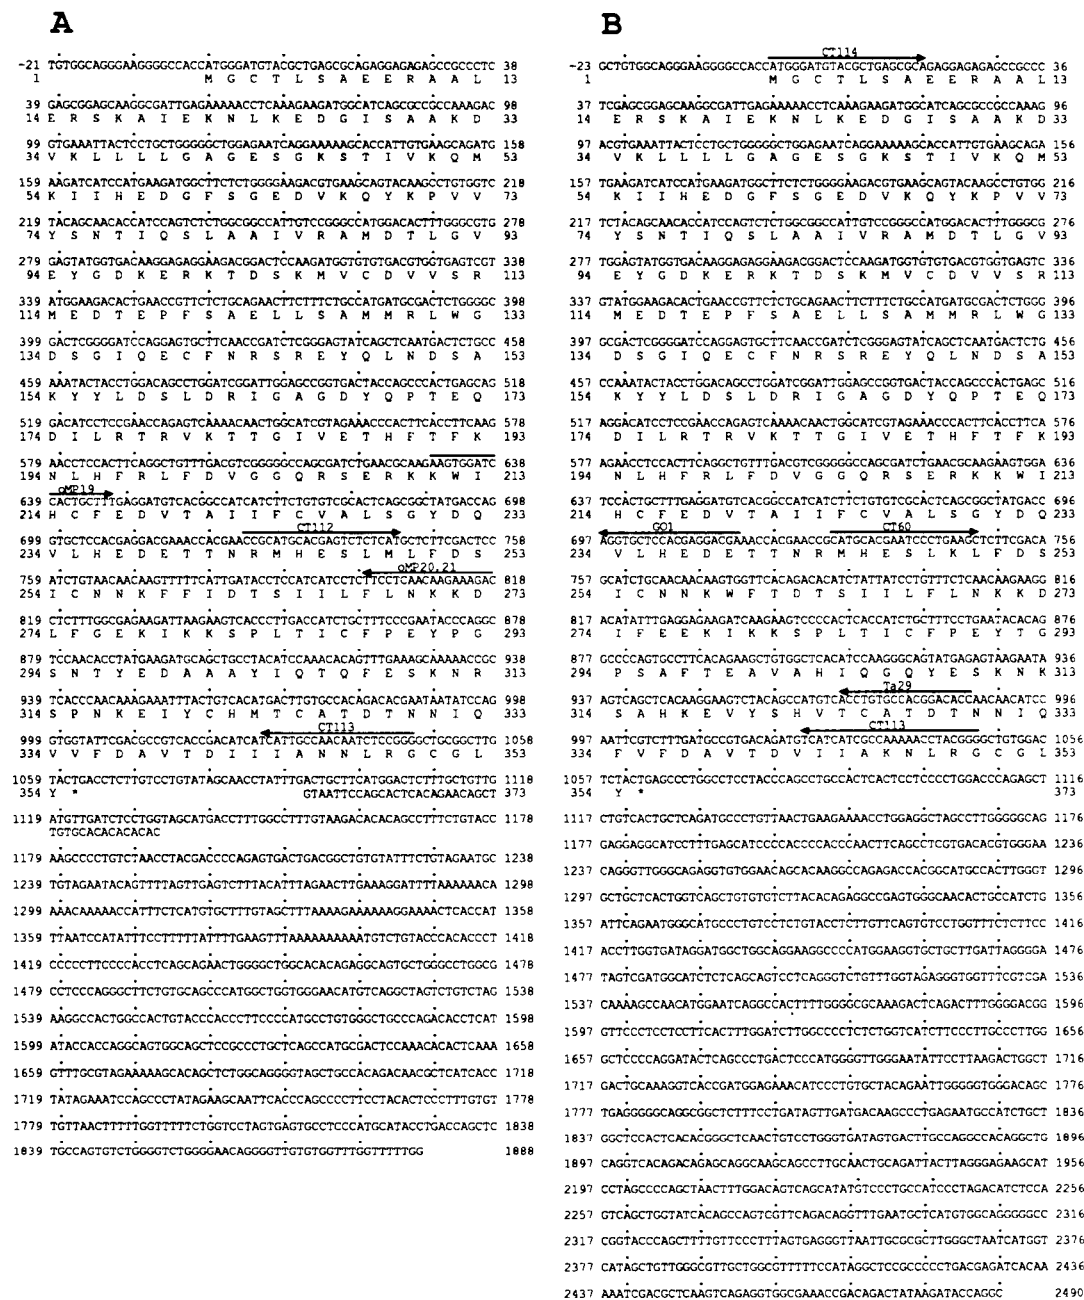 A
-21 TGTGGCAGGGAAGGGGCCACCATGGGATGTACGCTGAGCGCAGAGGAGAGAGCCGCCCTC 38
1 M G C T L S A E E R A A L 13
39 GAGCGGAGCAAGGCGATTGAGAAAAACCTCAAAGAAGATGGCATCAGCGCCGCCAAAGAC 98
14 E R S K A I E K N L K E D G I S A A K D 33
99 GTGAAATTACTCCTGCTGGGGGCTGGAGAATCAGGAAAAAGCACCATTGTGAAGCAGATG 158
34 V K L L L L G A G E S G K S T I V K Q M 53
159 AAGATCATCCATGAAGATGGCTTCTCTGGGGAAGACGTGAAGCAGTACAAGCCTGTGGTC 218
54 K I I H E D G F S G E D V K Q Y K P V V 73
219 TACAGCAACACCATCCAGTCTCTGGCGGCCATTGTCCGGGCCATGGACACTTTGGGCGTG 278
74 Y S N T I Q S L A A I V R A M D T L G V 93
279 GAGTATGGTGACAAGGAGAGGAAGACGGACTCCAAGATGGTGTGTGACGTGGTGAGTCGT 338
94 E Y G D K E R K T D S K M V C D V V S R 113
339 ATGGAAGACACTGAACCGTTCTCTGCAGAACTTCTTTCTGCCATGATGCGACTCTGGGGC 398
114 M E D T E P F S A E L L S A M M R L W G 133
399 GACTCGGGGATCCAGGAGTGCTTCAACCGATCTCGGGAGTATCAGCTCAATGACTCTGCC 458
134 D S G I Q E C F N R S R E Y Q L N D S A 153
459 AAATACTACCTGGACAGCCTGGATCGGATTGGAGCCGGTGACTACCAGCCCACTGAGCAG 518
154 K Y Y L D S L D R I G A G D Y Q P T E Q 173
519 GACATCCTCCGAACCAGAGTCAAAACAACTGGCATCGTAGAAACCCACTTCACCTTCAAG 578
174 D I L R T R V K T T G I V E T H F T F K 193
579 AACCTCCACTTCAGGCTGTTTGACGTCGGGGGCCAGCGATCTGAACGCAAGAAGTGGATC 638
194 N L H F R L F D V G G Q R S E R K K W I 213
oMP19
639 CACTGCTTTGAGGATGTCACGGCCATCATCTTCTGTGTCGCACTCAGCGGCTATGACCAG 698
214 H C F E D V T A I I F C V A L S G Y D Q 233
CT112
699 GTGCTCCACGAGGACGAAACCACGAACCGCATGCACGAGTCTCTCATGCTCTTCGACTCC 758
234 V L H E D E T T N R M H E S L M L F D S 253
oMP20,21
759 ATCTGTAACAACAAGTTTTTCATTGATACCTCCATCATCCTCTTCCTCAACAAGAAAGAC 818
254 I C N N K F F I D T S I I L F L N K K D 273
819 CTCTTTGGCGAGAAGATTAAGAAGTCACCCTTGACCATCTGCTTTCCCGAATACCCAGGC 878
274 L F G E K I K K S P L T I C F P E Y P G 293
879 TCCAACACCTATGAAGATGCAGCTGCCTACATCCAAACACAGTTTGAAAGCAAAAACCGC 938
294 S N T Y E D A A A Y I Q T Q F E S K N R 313
939 TCACCCAACAAAGAAATTTACTGTCACATGACTTGTGCCACAGACACGAATAATATCCAG 998
314 S P N K E I Y C H M T C A T D T N N I Q 333
CT113
999 GTGGTATTCGACGCCGTCACCGACATCATCATTGCCAACAATCTCCGGGGCTGCGGCTTG 1058
334 V V F D A V T D I I I A N N L R G C G L 353
1059 TACTGACCTCTTGTCCTGTATAGCAACCTATTTGACTGCTTCATGGACTCTTTGCTGTTG 1118
354 Y * GTAATTCCAGCACTCACAGAACAGCT 373
1119 ATGTTGATCTCCTGGTAGCATGACCTTTGGCCTTTGTAAGACACACAGCCTTTCTGTACC 1178
TGTGCACACACACAC
1179 AAGCCCCTGTCTAACCTACGACCCCAGAGTGACTGACGGCTGTGTATTTCTGTAGAATGC 1238
1239 TGTAGAATACAGTTTTAGTTGAGTCTTTACATTTAGAACTTGAAAGGATTTTAAAAAACA 1298
1299 AAACAAAAACCATTTCTCATGTGCTTTGTAGCTTTAAAAGAAAAAAGGAAAACTCACCAT 1358
1359 TTAATCCATATTTCCTTTTTATTTTGAAGTTTAAAAAAAAAATGTCTGTACCCACACCCT 1418
1419 CCCCCTTCCCCACCTCAGCAGAACTGGGGCTGGCACACAGAGGCAGTGCTGGGCCTGGCG 1478
1479 CCTCCCAGGGCTTCTGTGCAGCCCATGGCTGGTGGGAACATGTCAGGCTAGTCTGTCTAG 1538
1539 AAGGCCACTGGCCACTGTACCCACCCTTCCCCATGCCTGTGGGCTGCCCAGACACCTCAT 1598
1599 ATACCACCAGGCAGTGGCAGCTCCGCCCTGCTCAGCCATGCGACTCCAAACACACTCAAA 1658
1659 GTTTGCGTAGAAAAAGCACAGCTCTGGCAGGGGTAGCTGCCACAGACAACGCTCATCACC 1718
1719 TATAGAAATCCAGCCCTATAGAAGCAATTCACCCAGCCCCTTCCTACACTCCCTTTGTGT 1778
1779 TGTTAACTTTTTGGTTTTTCTGGTCCTAGTGAGTGCCTCCCATGCATACCTGACCAGCTC 1838
1839 TGCCAGTGTCTGGGGTCTGGGGAACAGGGGTTGTGTGGTTTGGTTTTTGG 1888
B
CT114
-23 GCTGTGGCAGGGAAGGGGCCACCATGGGATGTACGCTGAGCGCAGAGGAGAGAGCCGCCC 36
1 M G C T L S A E E R A A L 13
37 TCGAGCGGAGCAAGGCGATTGAGAAAAACCTCAAAGAAGATGGCATCAGCGCCGCCAAAG 96
14 E R S K A I E K N L K E D G I S A A K D 33
97 ACGTGAAATTACTCCTGCTGGGGGCTGGAGAATCAGGAAAAAGCACCATTGTGAAGCAGA 156
34 V K L L L L G A G E S G K S T I V K Q M 53
157 TGAAGATCATCCATGAAGATGGCTTCTCTGGGGAAGACGTGAAGCAGTACAAGCCTGTGG 216
54 K I I H E D G F S G E D V K Q Y K P V V 73
217 TCTACAGCAACACCATCCAGTCTCTGGCGGCCATTGTCCGGGCCATGGACACTTTGGGCG 276
74 Y S N T I Q S L A A I V R A M D T L G V 93
277 TGGAGTATGGTGACAAGGAGAGGAAGACGGACTCCAAGATGGTGTGTGACGTGGTGAGTC 336
94 E Y G D K E R K T D S K M V C D V V S R 113
337 GTATGGAAGACACTGAACCGTTCTCTGCAGAACTTCTTTCTGCCATGATGCGACTCTGGG 396
114 M E D T E P F S A E L L S A M M R L W G 133
397 GCGACTCGGGGATCCAGGAGTGCTTCAACCGATCTCGGGAGTATCAGCTCAATGACTCTG 456
134 D S G I Q E C F N R S R E Y Q L N D S A 153
457 CCAAATACTACCTGGACAGCCTGGATCGGATTGGAGCCGGTGACTACCAGCCCACTGAGC 516
154 K Y Y L D S L D R I G A G D Y Q P T E Q 173
517 AGGACATCCTCCGAACCAGAGTCAAAACAACTGGCATCGTAGAAACCCACTTCACCTTCA 576
174 D I L R T R V K T T G I V E T H F T F K 193
577 AGAACCTCCACTTCAGGCTGTTTGACGTCGGGGGCCAGCGATCTGAACGCAAGAAGTGGA 636
194 N L H F R L F D V G G Q R S E R K K W I 213
637 TCCACTGCTTTGAGGATGTCACGGCCATCATCTTCTGTGTCGCACTCAGCGGCTATGACC 696
214 H C F E D V T A I I F C V A L S G Y D Q 233
GO1 CT60
697 AGGTGCTCCACGAGGACGAAACCACGAACCGCATGCACGAATCCCTGAAGCTCTTCGACA 756
234 V L H E D E T T N R M H E S L K L F D S 253
757 GCATCTGCAACAACAAGTGGTTCACAGACACATCTATTATCCTGTTTCTCAACAAGAAGG 816
254 I C N N K W F T D T S I I L F L N K K D 273
817 ACATATTTGAGGAGAAGATCAAGAAGTCCCCACTCACCATCTGCTTTCCTGAATACACAG 876
274 I F E E K I K K S P L T I C F P E Y T G 293
877 GCCCCAGTGCCTTCACAGAAGCTGTGGCTCACATCCAAGGGCAGTATGAGAGTAAGAATA 936
294 P S A F T E A V A H I Q G Q Y E S K N K 313
Ta29
937 AGTCAGCTCACAAGGAAGTCTACAGCCATGTCACCTGTGCCACGGACACCAACAACATCC 996
314 S A H K E V Y S H V T C A T D T N N I Q 333
CT113
997 AATTCGTCTTTGATGCCGTGACAGATGTCATCATCGCCAAAAACCTACGGGGCTGTGGAC 1056
334 F V F D A V T D V I I A K N L R G C G L 353
1057 TCTACTGAGCCCTGGCCTCCTACCCAGCCTGCCACTCACTCCTCCCCTGGACCCAGAGCT 1116
354 Y * 373
1117 CTGTCACTGCTCAGATGCCCTGTTAACTGAAGAAAACCTGGAGGCTAGCCTTGGGGGCAG 1176
1177 GAGGAGGCATCCTTTGAGCATCCCCACCCCACCCAACTTCAGCCTCGTGACACGTGGGAA 1236
1237 CAGGGTTGGGCAGAGGTGTGGAACAGCACAAGGCCAGAGACCACGGCATGCCACTTGGGT 1296
1297 GCTGCTCACTGGTCAGCTGTGTGTCTTACACAGAGGCCGAGTGGGCAACACTGCCATCTG 1356
1357 ATTCAGAATGGGCATGCCCTGTCCTCTGTACCTCTTGTTCAGTGTCCTGGTTTCTCTTCC 1416
1417 ACCTTGGTGATAGGATGGCTGGCAGGAAGGCCCCATGGAAGGTGCTGCTTGATTAGGGGA 1476
1477 TAGTCGATGGCATCTCTCAGCAGTCCTCAGGGTCTGTTTGGTAGAGGGTGGTTTCGTCGA 1536
1537 CAAAAGCCAACATGGAATCAGGCCACTTTTGGGGCGCAAAGACTCAGACTTTGGGGACGG 1596
1597 GTTCCCTCCTCCTTCACTTTGGATCTTGGCCCCTCTCTGGTCATCTTCCCTTGCCCTTGG 1656
1657 GCTCCCCAGGATACTCAGCCCTGACTCCCATGGGGTTGGGAATATTCCTTAAGACTGGCT 1716
1717 GACTGCAAAGGTCACCGATGGAGAAACATCCCTGTGCTACAGAATTGGGGGTGGGACAGC 1776
1777 TGAGGGGGCAGGCGGCTCTTTCCTGATAGTTGATGACAAGCCCTGAGAATGCCATCTGCT 1836
1837 GGCTCCACTCACACGGGCTCAACTGTCCTGGGTGATAGTGACTTGCCAGGCCACAGGCTG 1896
1897 CAGGTCACAGACAGAGCAGGCAAGCAGCCTTGCAACTGCAGATTACTTAGGGAGAAGCAT 1956
2197 CCTAGCCCCAGCTAACTTTGGACAGTCAGCATATGTCCCTGCCATCCCTAGACATCTCCA 2256
2257 GTCAGCTGGTATCACAGCCAGTCGTTCAGACAGGTTTGAATGCTCATGTGGCAGGGGGCC 2316
2317 CGGTACCCAGCTTTTGTTCCCTTTAGTGAGGGTTAATTGCGCGCTTGGGCTAATCATGGT 2376
2377 CATAGCTGTTGGGCGTTGCTGGCGTTTTTCCATAGGCTCCGCCCCCTGACGAGATCACAA 2436
2437 AAATCGACGCTCAAGTCAGAGGTGGCGAAACCGACAGACTATAAGATACCAGGC 2490